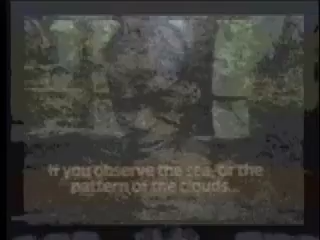 If you observe the sea, or the
pattern of the clouds...